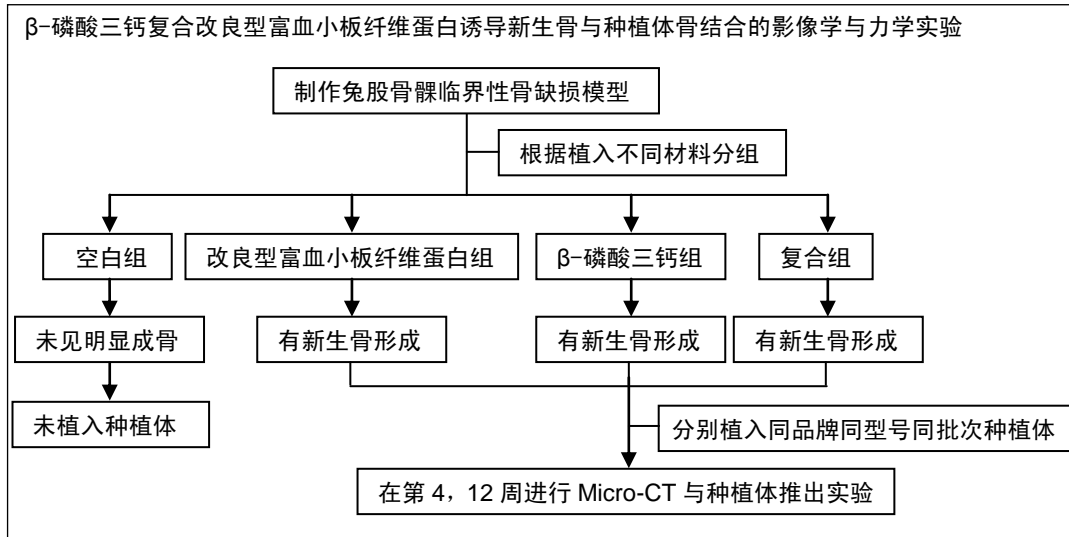 β-磷酸三钙复合改良型富血小板纤维蛋白诱导新生骨与种植体骨结合的影像学与力学实验
制作兔股骨髁临界性骨缺损模型
根据植入不同材料分组
空白组
改良型富血小板纤维蛋白组
β-磷酸三钙组
复合组
未见明显成骨
有新生骨形成
有新生骨形成
有新生骨形成
未植入种植体
分别植入同品牌同型号同批次种植体
在第 4，12 周进行 Micro-CT 与种植体推出实验